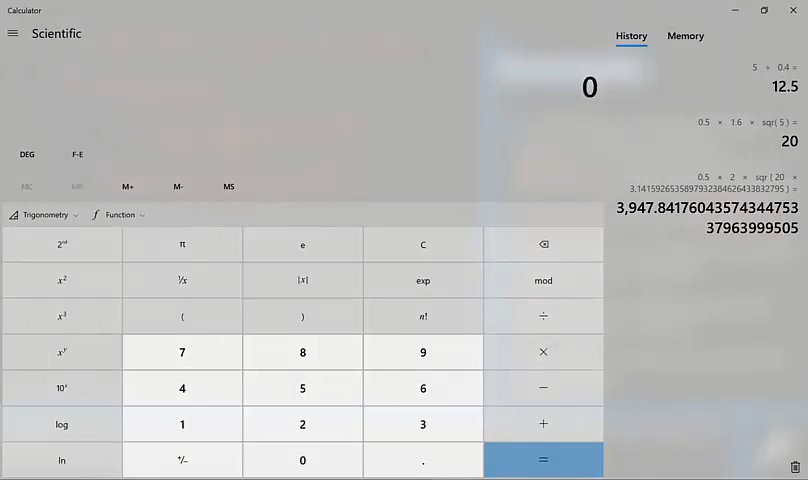 Calculator
Scientific
History Memory
5 ÷ 0.4 =
12.5
0
0.5 × 1.6 × sqr( 5 ) =
20
DEG F-E
0.5 × 2 × sqr ( 20 ×
3.1415926535897932384626433832795 ) =
MC MR M+ M- MS
3,947.84176043574344753
37963999505
Trigonometry f Function
2ⁿᵈ π e C
x² ¹/x |x| exp mod
x³ ( ) n! ÷
xʸ 7 8 9 ×
10ˣ 4 5 6 −
log 1 2 3 +
ln +/− 0 . =